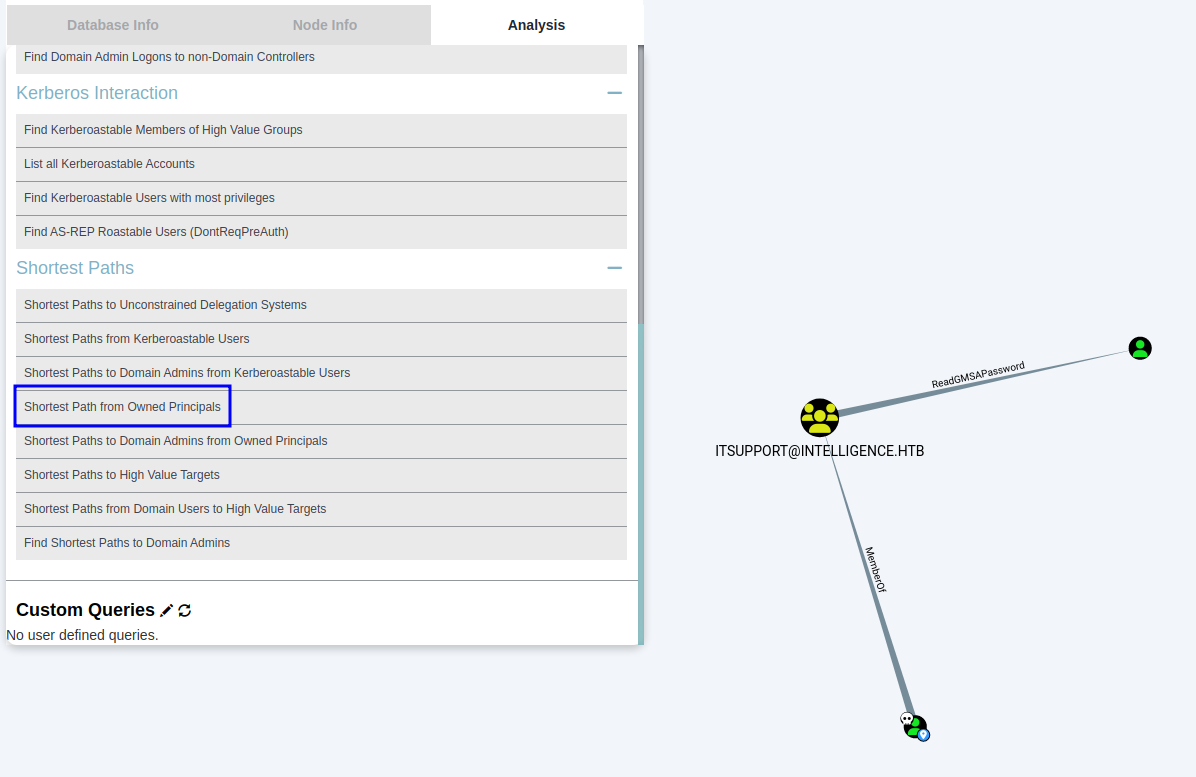 Database Info
Node Info
Analysis
Find Domain Admin Logons to non-Domain Controllers
Kerberos Interaction
Find Kerberoastable Members of High Value Groups
List all Kerberoastable Accounts
Find Kerberoastable Users with most privileges
Find AS-REP Roastable Users (DontReqPreAuth)
Shortest Paths
Shortest Paths to Unconstrained Delegation Systems
Shortest Paths from Kerberoastable Users
Shortest Paths to Domain Admins from Kerberoastable Users
Shortest Path from Owned Principals
Shortest Paths to Domain Admins from Owned Principals
Shortest Paths to High Value Targets
Shortest Paths from Domain Users to High Value Targets
Find Shortest Paths to Domain Admins
Custom Queries
No user defined queries.
ReadGMSAPassword
ITSUPPORT@INTELLIGENCE.HTB
MemberOf